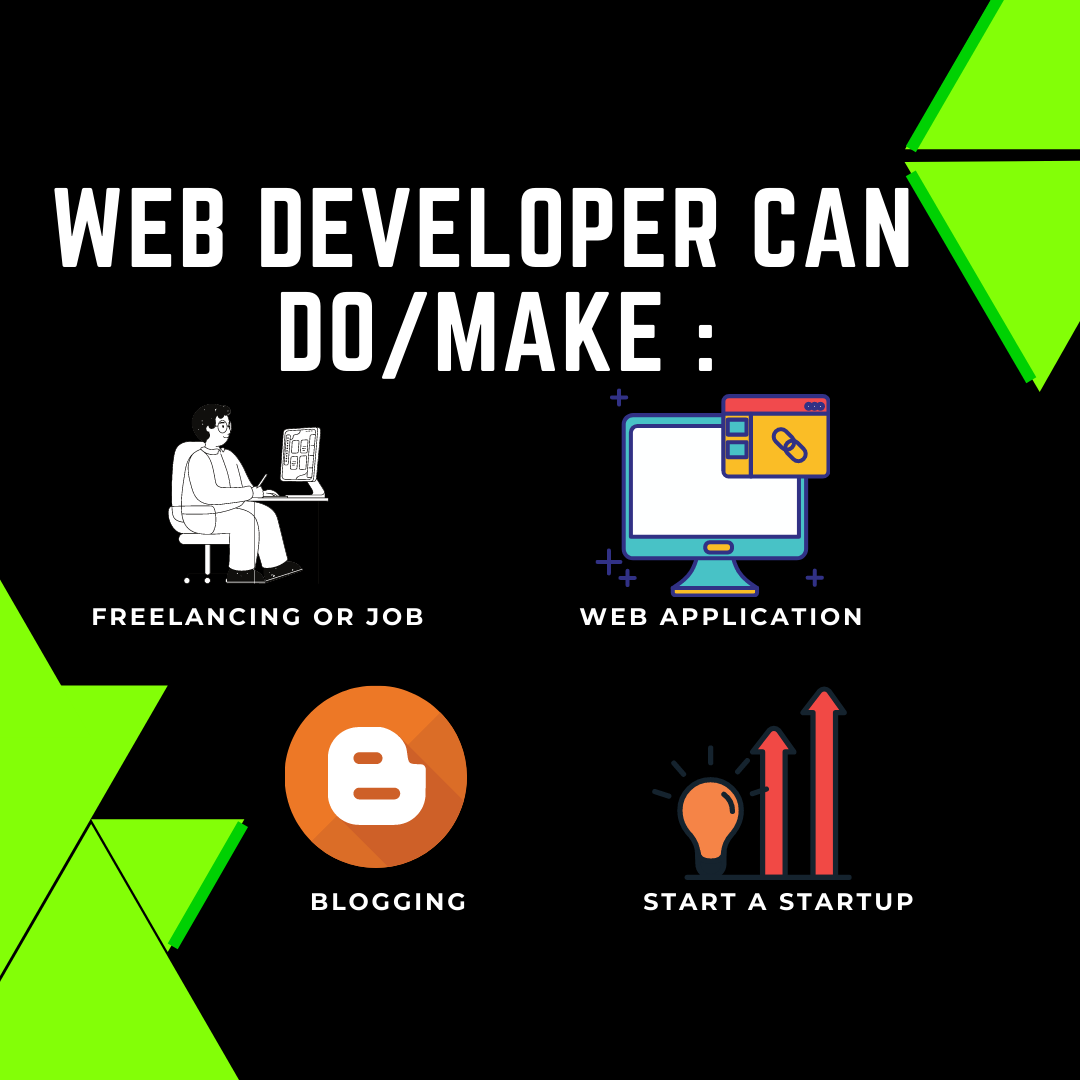 WEB DEVELOPER CAN
DO/MAKE :
FREELANCING OR JOB
WEB APPLICATION
BLOGGING
START A STARTUP